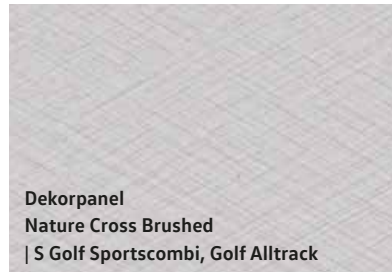 Dekorpanel
Nature Cross Brushed
| S Golf Sportscombi, Golf Alltrack